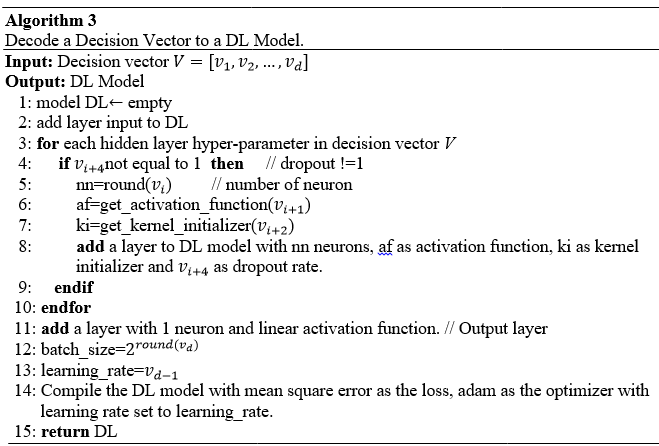 Algorithm 3
Decode a Decision Vector to a DL Model.
Input: Decision vector V = [v₁, v₂, ..., v_d]
Output: DL Model
1: model DL← empty
2: add layer input to DL
3: for each hidden layer hyper-parameter in decision vector V
4: if v_{i+4}not equal to 1 then // dropout !=1
5: nn=round(v_i) // number of neuron
6: af=get_activation_function(v_{i+1})
7: ki=get_kernel_initializer(v_{i+2})
8: add a layer to DL model with nn neurons, af as activation function, ki as kernel
initializer and v_{i+4} as dropout rate.
9: endif
10: endfor
11: add a layer with 1 neuron and linear activation function. // Output layer
12: batch_size=2^{round(v_d)}
13: learning_rate=v_{d−1}
14: Compile the DL model with mean square error as the loss, adam as the optimizer with
learning rate set to learning_rate.
15: return DL